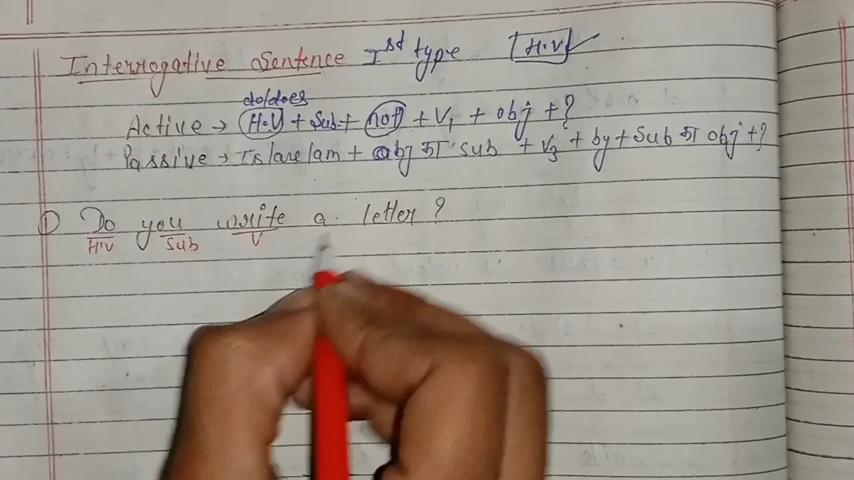 Interrogative Sentence Ist type [H.V]
do/does
Active → H.V + Sub + not + V1 + obj + ?
Passive → Is/are/am + obj का sub + V3 + by + Sub का obj + ?
① Do you write a letter ?
H.V Sub V